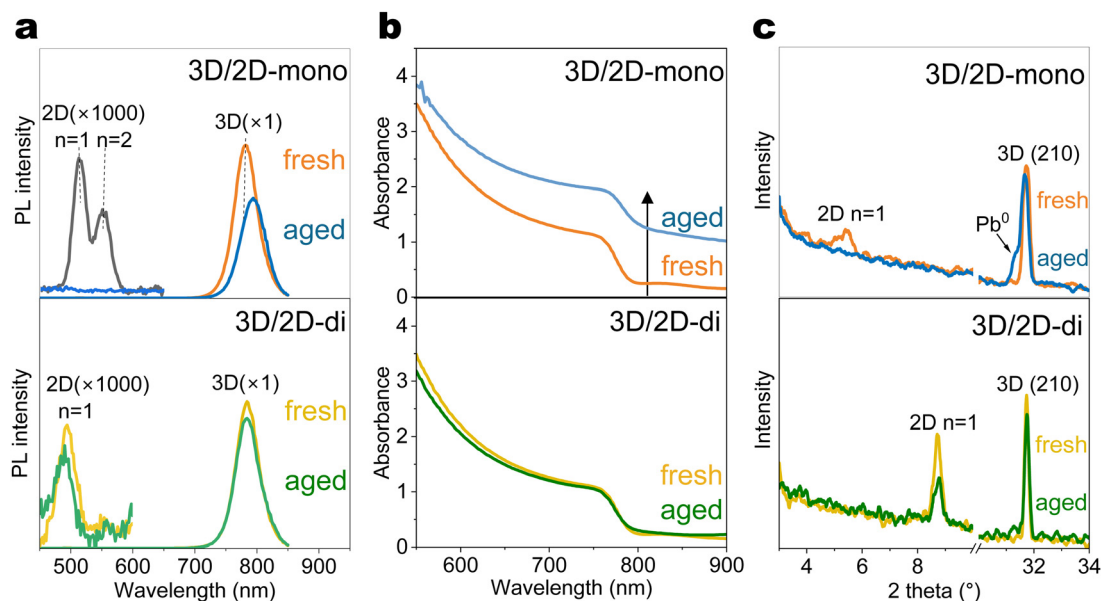 a
3D/2D-mono
2D(×1000)
n=1 n=2
3D(×1)
fresh
aged
PL intensity
3D/2D-di
2D(×1000)
n=1
3D(×1)
fresh
aged
PL intensity
500 600 700 800 900
Wavelength (nm)
b
3D/2D-mono
4
3
2
1
0
Absorbance
aged
fresh
3D/2D-di
4
3
2
1
0
Absorbance
fresh
aged
600 700 800 900
Wavelength (nm)
c
3D/2D-mono
3D (210)
2D n=1
Pb⁰
fresh
aged
Intensity
3D/2D-di
3D (210)
2D n=1
fresh
aged
Intensity
4 6 8 32 34
2 theta (°)